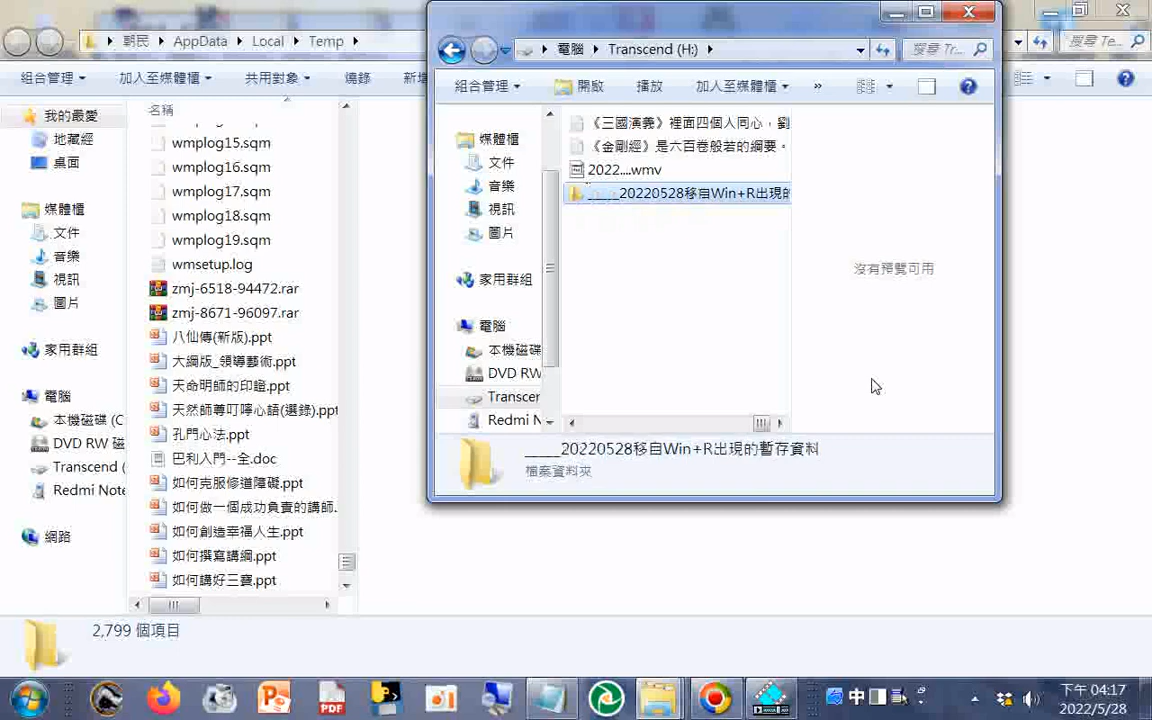 郭民 AppData Local Temp
搜尋 Te...
組合管理 加入至媒體櫃 共用對象 燒錄
我的最愛
地藏經
桌面
媒體櫃
文件
音樂
視訊
圖片
家用群組
電腦
本機磁碟 (C
DVD RW 磁
Transcend (
Redmi Note
網路
名稱
wmplog15.sqm
wmplog16.sqm
wmplog17.sqm
wmplog18.sqm
wmplog19.sqm
wmsetup.log
zmj-6518-94472.rar
zmj-8671-96097.rar
八仙傳(新版).ppt
大綱版_領導藝術.ppt
天命明師的印證.ppt
天然師尊叮嚀心語(選錄).ppt
孔門心法.ppt
巴利入門--全.doc
如何克服修道障礙.ppt
如何做一個成功負責的講師.
如何創造幸福人生.ppt
如何撰寫講綱.ppt
如何講好三寶.ppt
2,799 個項目
電腦 Transcend (H:)
搜尋 Tr...
組合管理 開啟 播放 加入至媒體櫃 »
媒體櫃
文件
音樂
視訊
圖片
家用群組
電腦
本機磁碟
DVD RW
Transcer
Redmi N
《三國演義》裡面四個人同心，劉
《金剛經》是六百卷般若的綱要。
2022....wmv
_____20220528移自Win+R出現的
沒有預覽可用
_____20220528移自Win+R出現的暫存資料
檔案資料夾
PDF
中
下午 04:17
2022/5/28